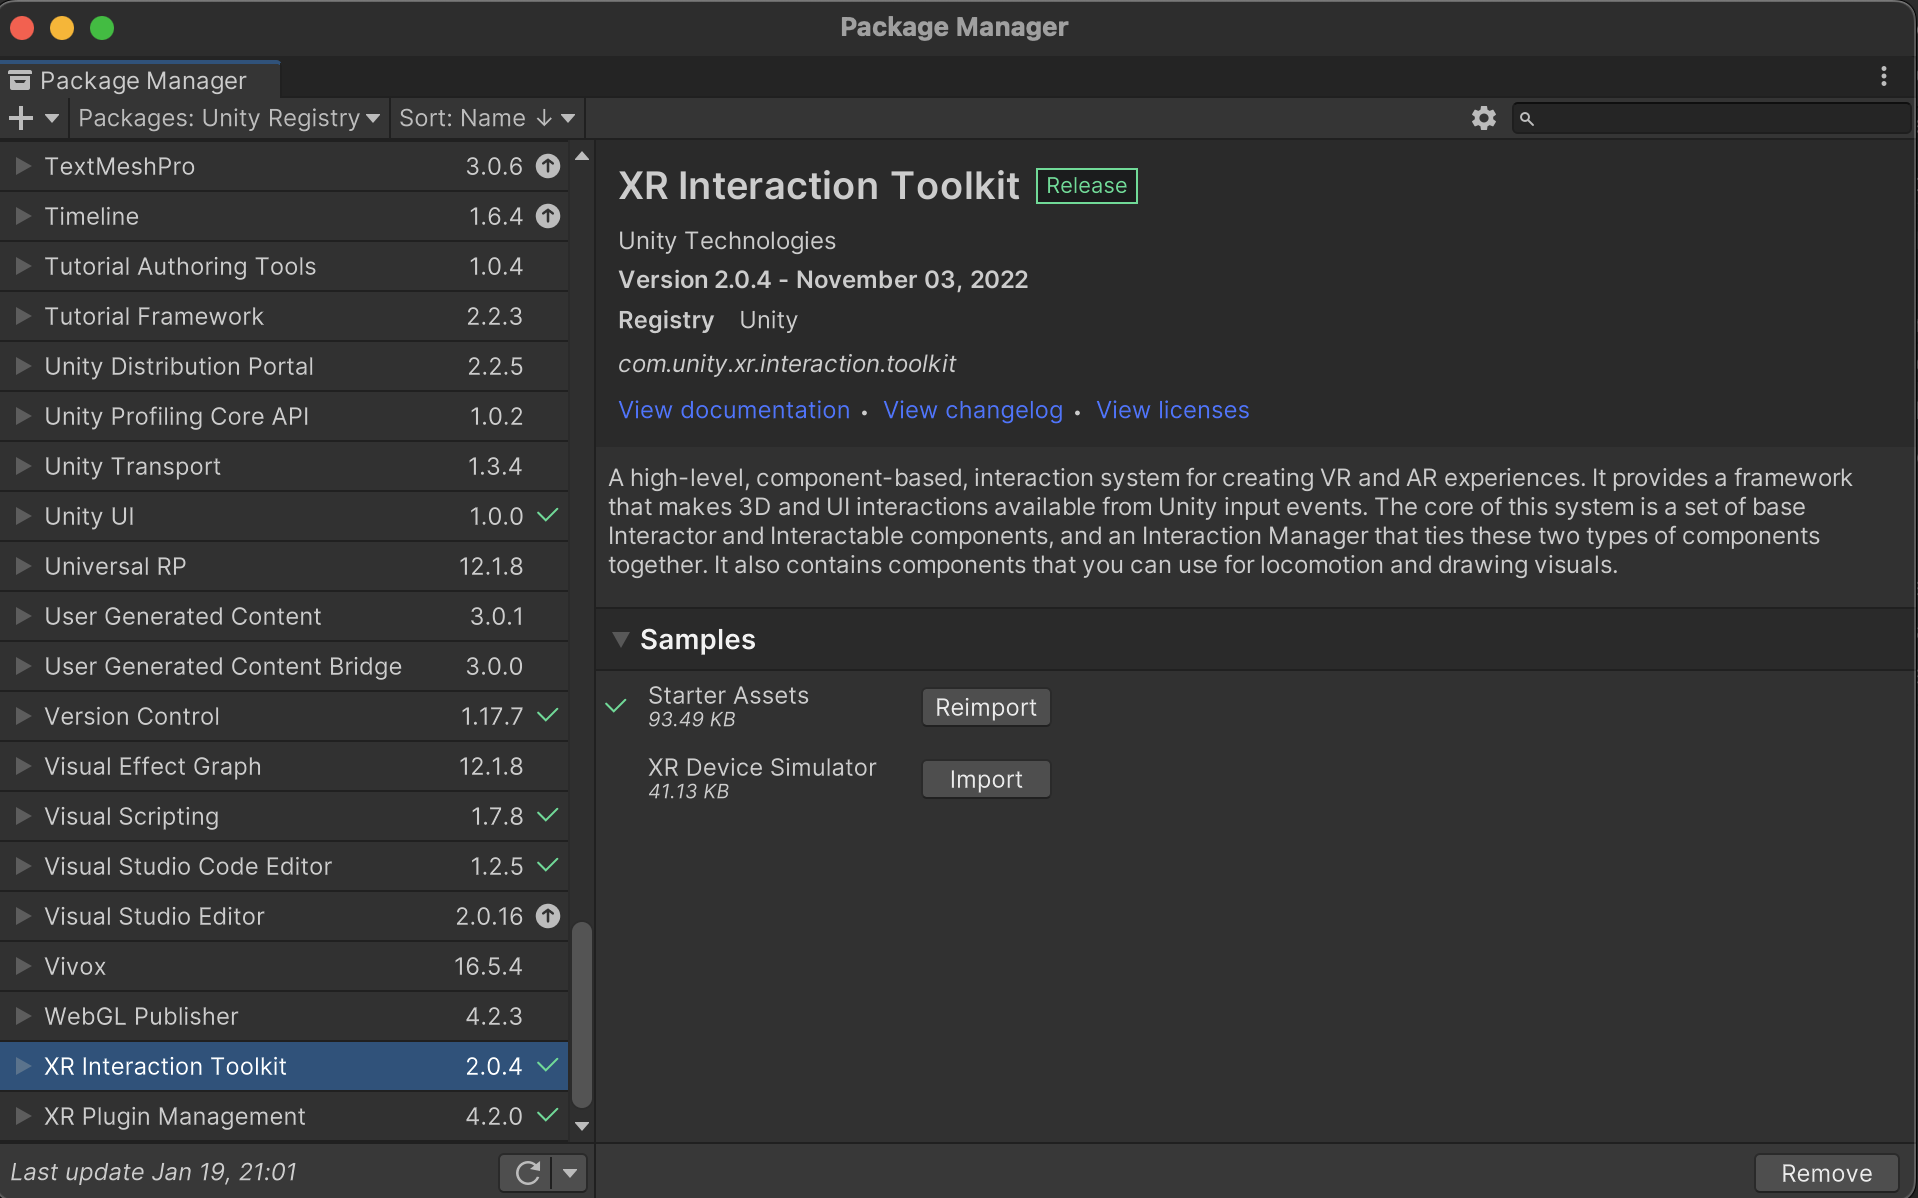 Package Manager
Package Manager
Packages: Unity Registry
Sort: Name ↓
TextMeshPro 3.0.6
Timeline 1.6.4
Tutorial Authoring Tools 1.0.4
Tutorial Framework 2.2.3
Unity Distribution Portal 2.2.5
Unity Profiling Core API 1.0.2
Unity Transport 1.3.4
Unity UI 1.0.0
Universal RP 12.1.8
User Generated Content 3.0.1
User Generated Content Bridge 3.0.0
Version Control 1.17.7
Visual Effect Graph 12.1.8
Visual Scripting 1.7.8
Visual Studio Code Editor 1.2.5
Visual Studio Editor 2.0.16
Vivox 16.5.4
WebGL Publisher 4.2.3
XR Interaction Toolkit 2.0.4
XR Plugin Management 4.2.0
Last update Jan 19, 21:01
XR Interaction Toolkit Release
Unity Technologies
Version 2.0.4 - November 03, 2022
Registry Unity
com.unity.xr.interaction.toolkit
View documentation • View changelog • View licenses
A high-level, component-based, interaction system for creating VR and AR experiences. It provides a framework
that makes 3D and UI interactions available from Unity input events. The core of this system is a set of base
Interactor and Interactable components, and an Interaction Manager that ties these two types of components
together. It also contains components that you can use for locomotion and drawing visuals.
Samples
Starter Assets
93.49 KB
Reimport
XR Device Simulator
41.13 KB
Import
Remove